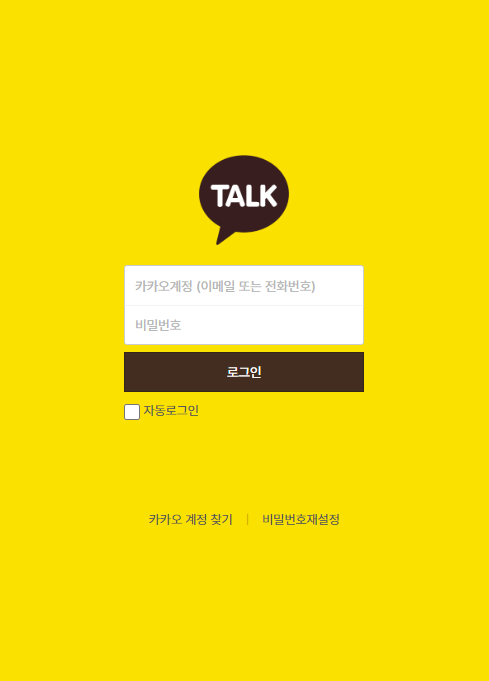 TALK
카카오계정 (이메일 또는 전화번호)
비밀번호
로그인
자동로그인
카카오 계정 찾기 | 비밀번호재설정